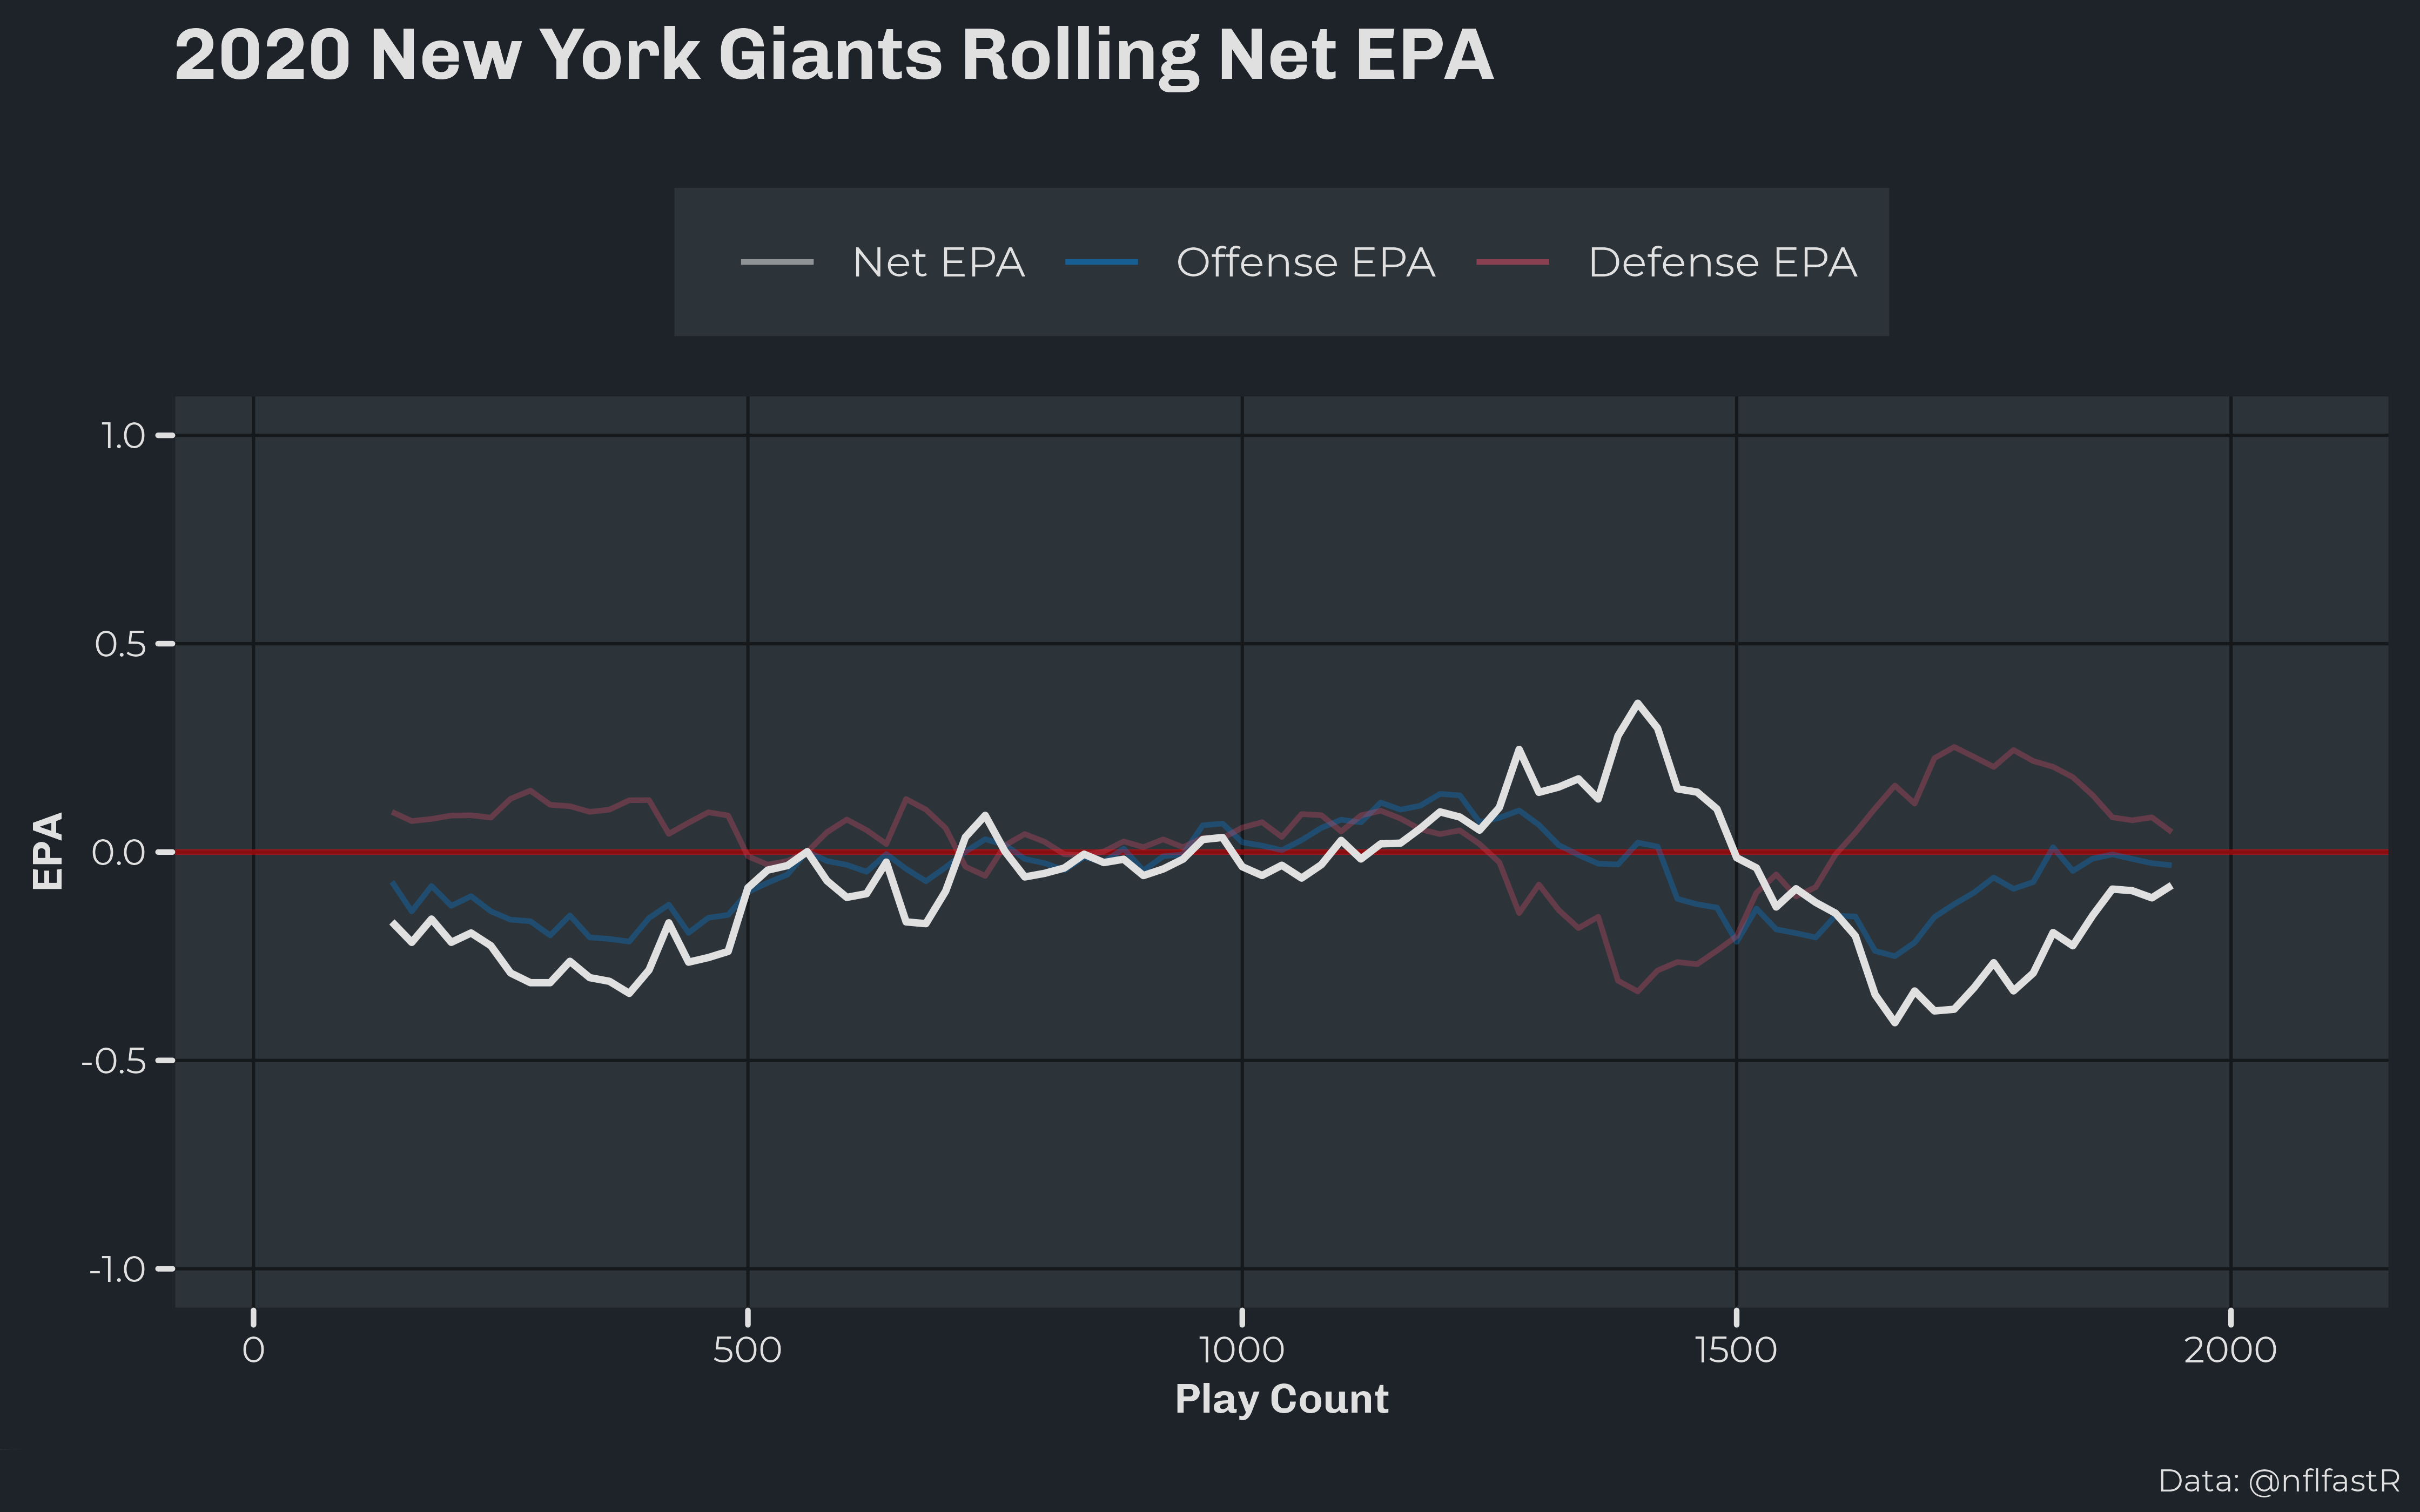 2020 New York Giants Rolling Net EPA
Net EPA Offense EPA Defense EPA
1.0
0.5
0.0
-0.5
-1.0
EPA
0 500 1000 1500 2000
Play Count
Data: @nflfastR